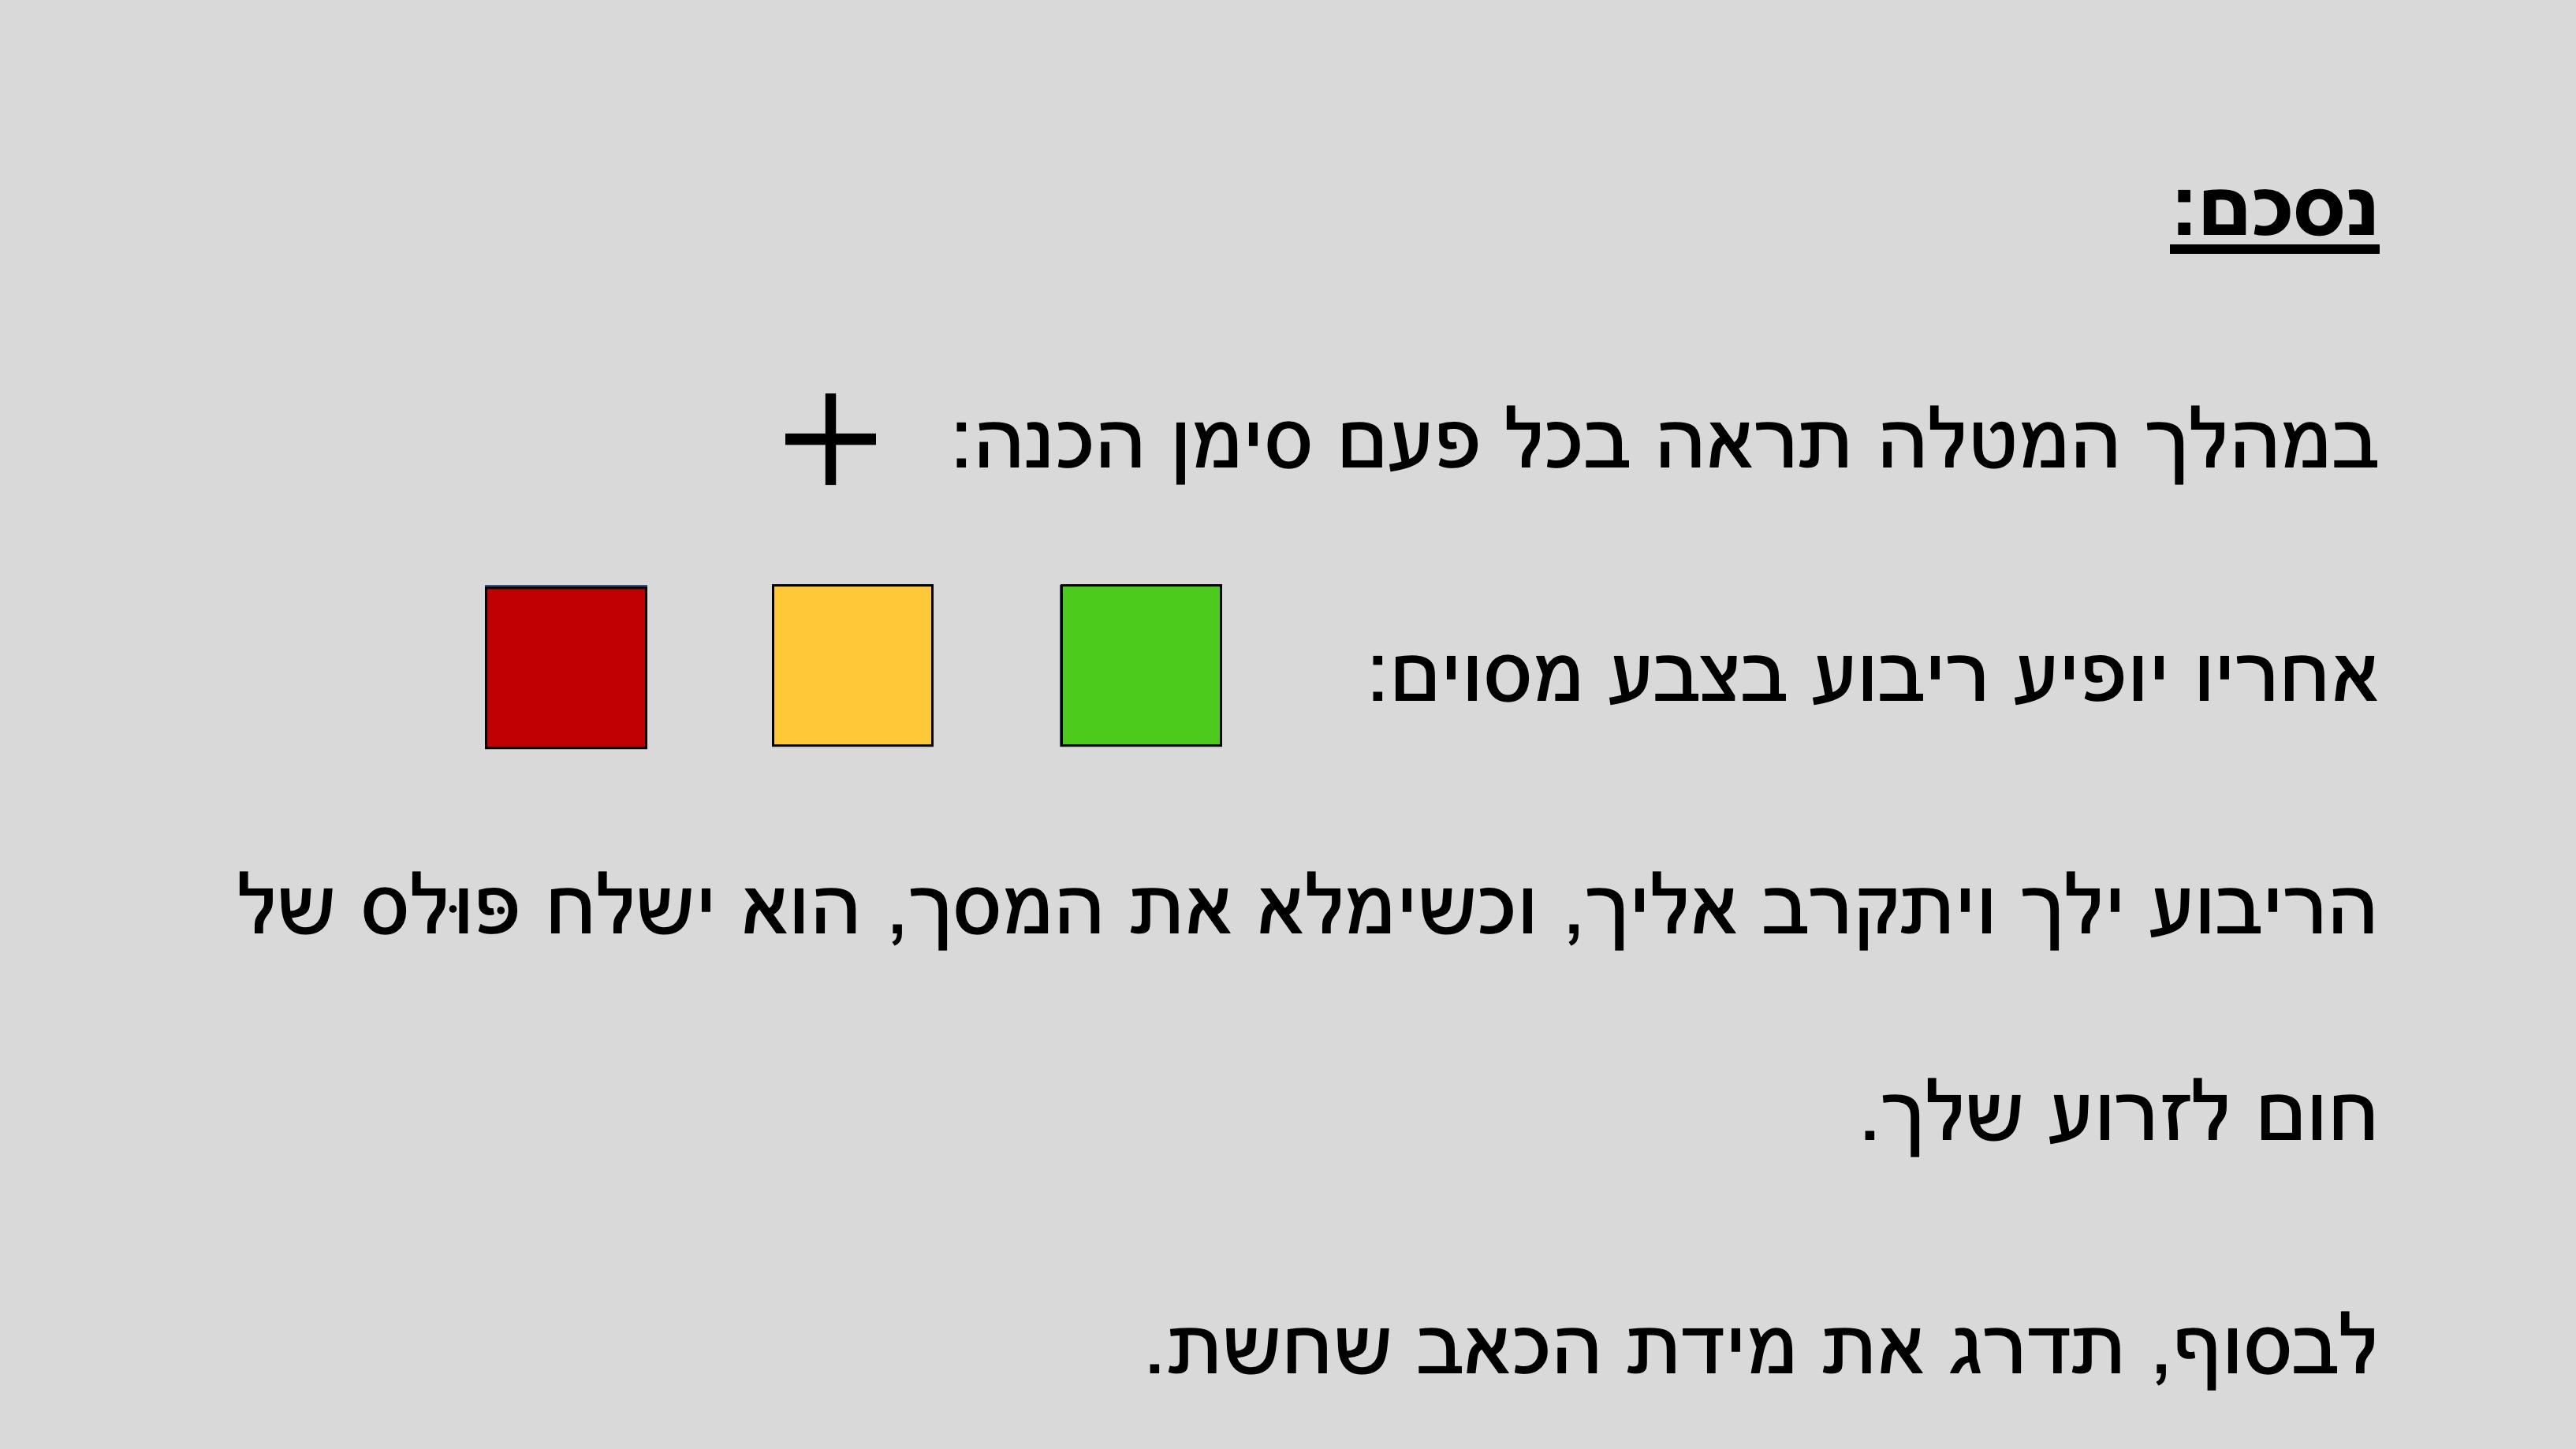 נסכם:
במהלך המטלה תראה בכל פעם סימן הכנה: +
אחריו יופיע ריבוע בצבע מסוים:
הריבוע ילך ויתקרב אליך, וכשימלא את המסך, הוא ישלח פּוּלס של
חום לזרוע שלך.
לבסוף, תדרג את מידת הכאב שחשת.